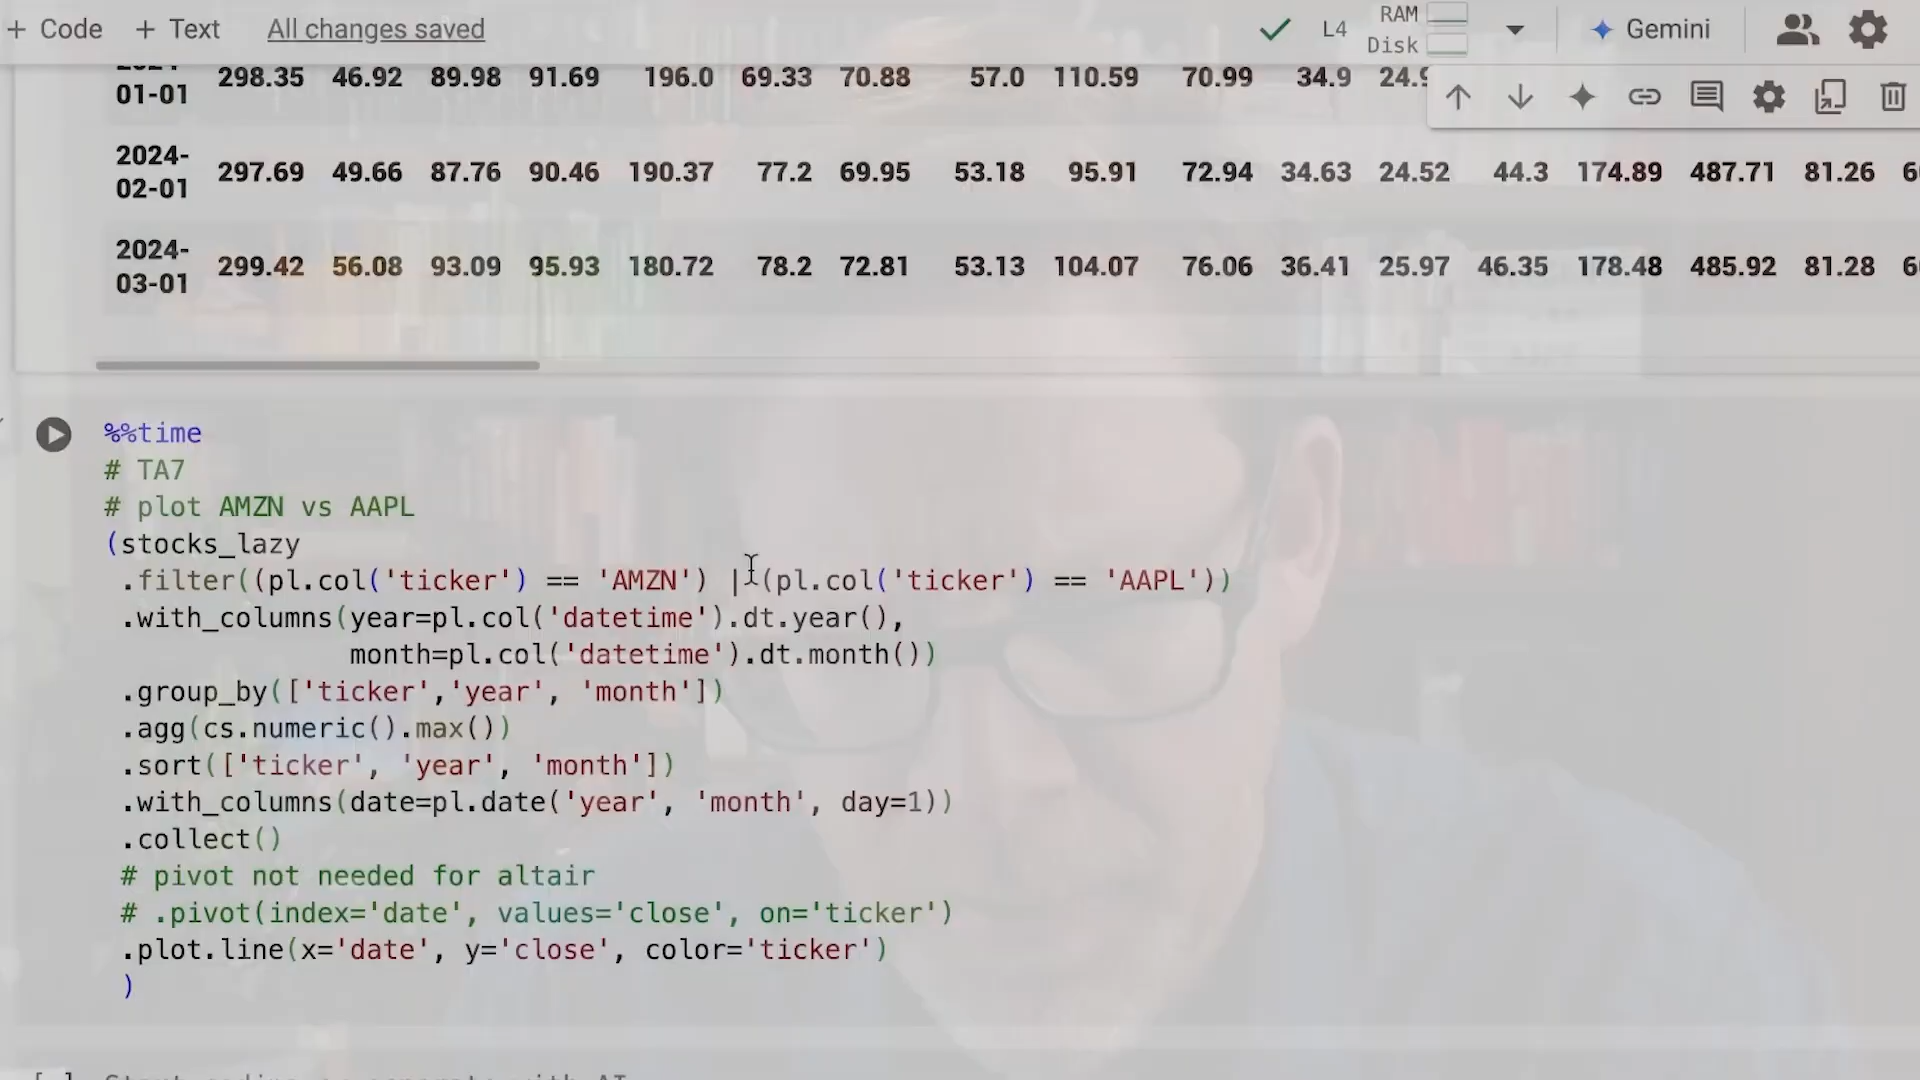 + Code + Text All changes saved L4 RAM Disk Gemini
01-01 298.35 46.92 89.98 91.69 196.0 69.33 70.88 57.0 110.59 70.99 34.9
2024-02-01 297.69 49.66 87.76 90.46 190.37 77.2 69.95 53.18 95.91 72.94 34.63 24.52 44.3 174.89 487.71 81.26
2024-03-01 299.42 56.08 93.09 95.93 180.72 78.2 72.81 53.13 104.07 76.06 36.41 25.97 46.35 178.48 485.92 81.28
%%time
# TA7
# plot AMZN vs AAPL
(stocks_lazy
.filter((pl.col('ticker') == 'AMZN') | (pl.col('ticker') == 'AAPL'))
.with_columns(year=pl.col('datetime').dt.year(),
month=pl.col('datetime').dt.month())
.group_by(['ticker','year', 'month'])
.agg(cs.numeric().max())
.sort(['ticker', 'year', 'month'])
.with_columns(date=pl.date('year', 'month', day=1))
.collect()
# pivot not needed for altair
# .pivot(index='date', values='close', on='ticker')
.plot.line(x='date', y='close', color='ticker')
)